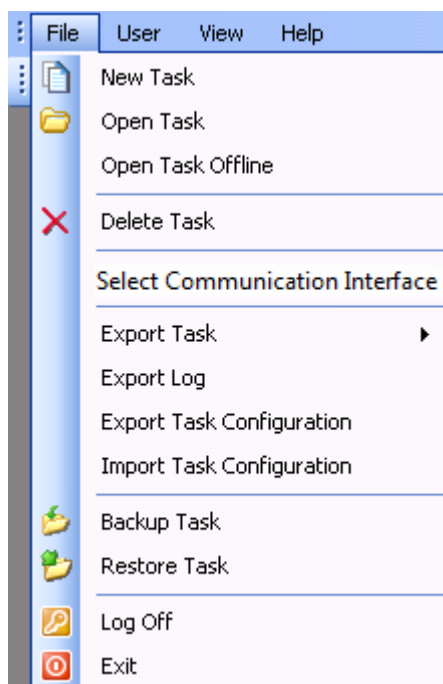 File User View Help
New Task
Open Task
Open Task Offline
Delete Task
Select Communication Interface
Export Task
Export Log
Export Task Configuration
Import Task Configuration
Backup Task
Restore Task
Log Off
Exit